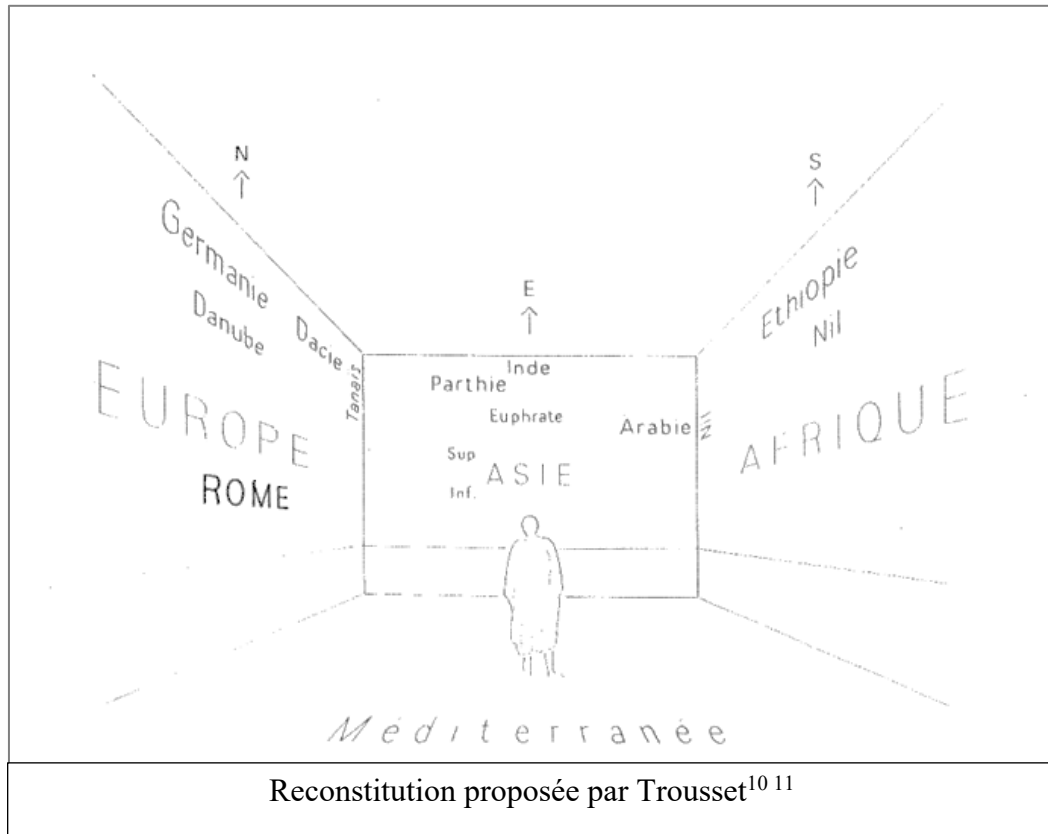 N
S
Germanie
Ethiopie
E
Danube
Nil
Dacie
Inde
Tanaïs
Parthie
EUROPE
Euphrate
Arabie
Nil
AFRIQUE
Sup
ASIE
ROME
Inf.
Méditerranée
Reconstitution proposée par Trousset10 11